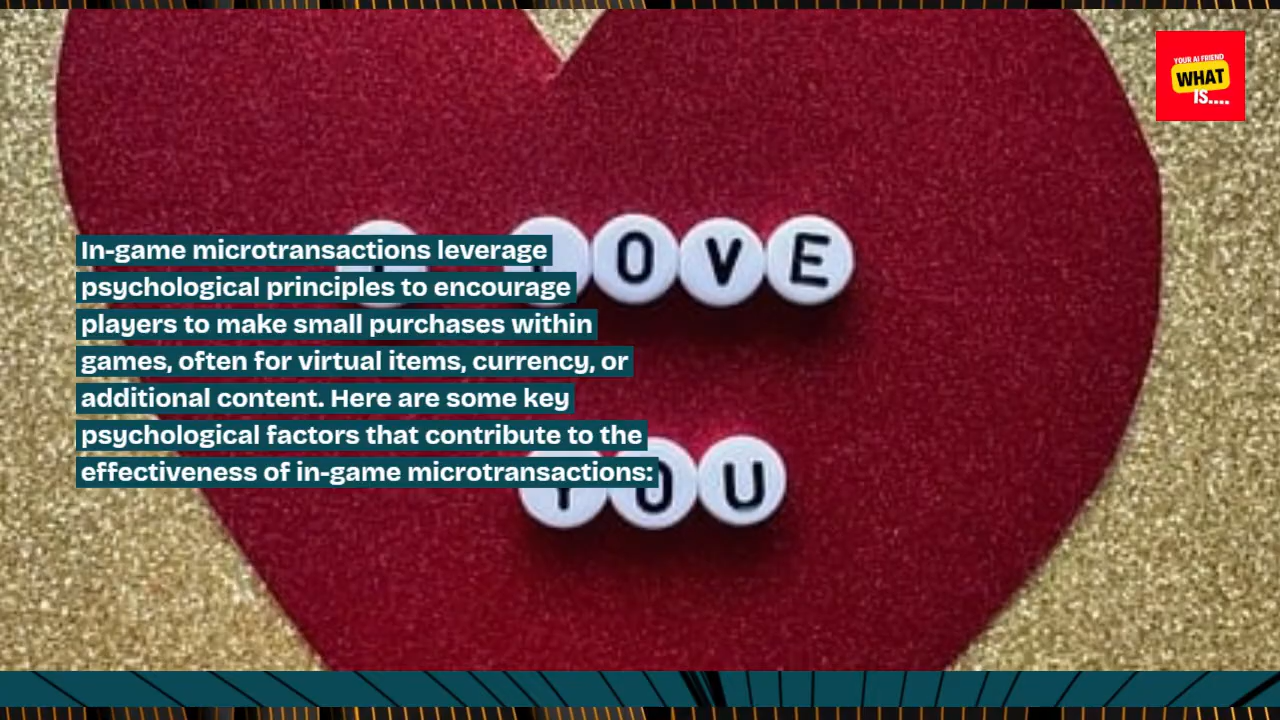 YOUR AI FRIEND
WHAT
IS....
I LOVE
In-game microtransactions leverage
psychological principles to encourage
players to make small purchases within
games, often for virtual items, currency, or
additional content. Here are some key
psychological factors that contribute to the
effectiveness of in-game microtransactions:
YOU